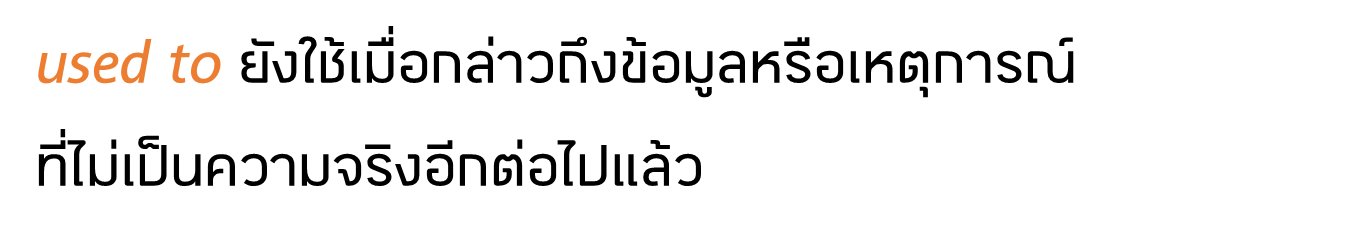 used to ยังใช้เมื่อกล่าวถึงข้อมูลหรือเหตุการณ์
ที่ไม่เป็นความจริงอีกต่อไปแล้ว